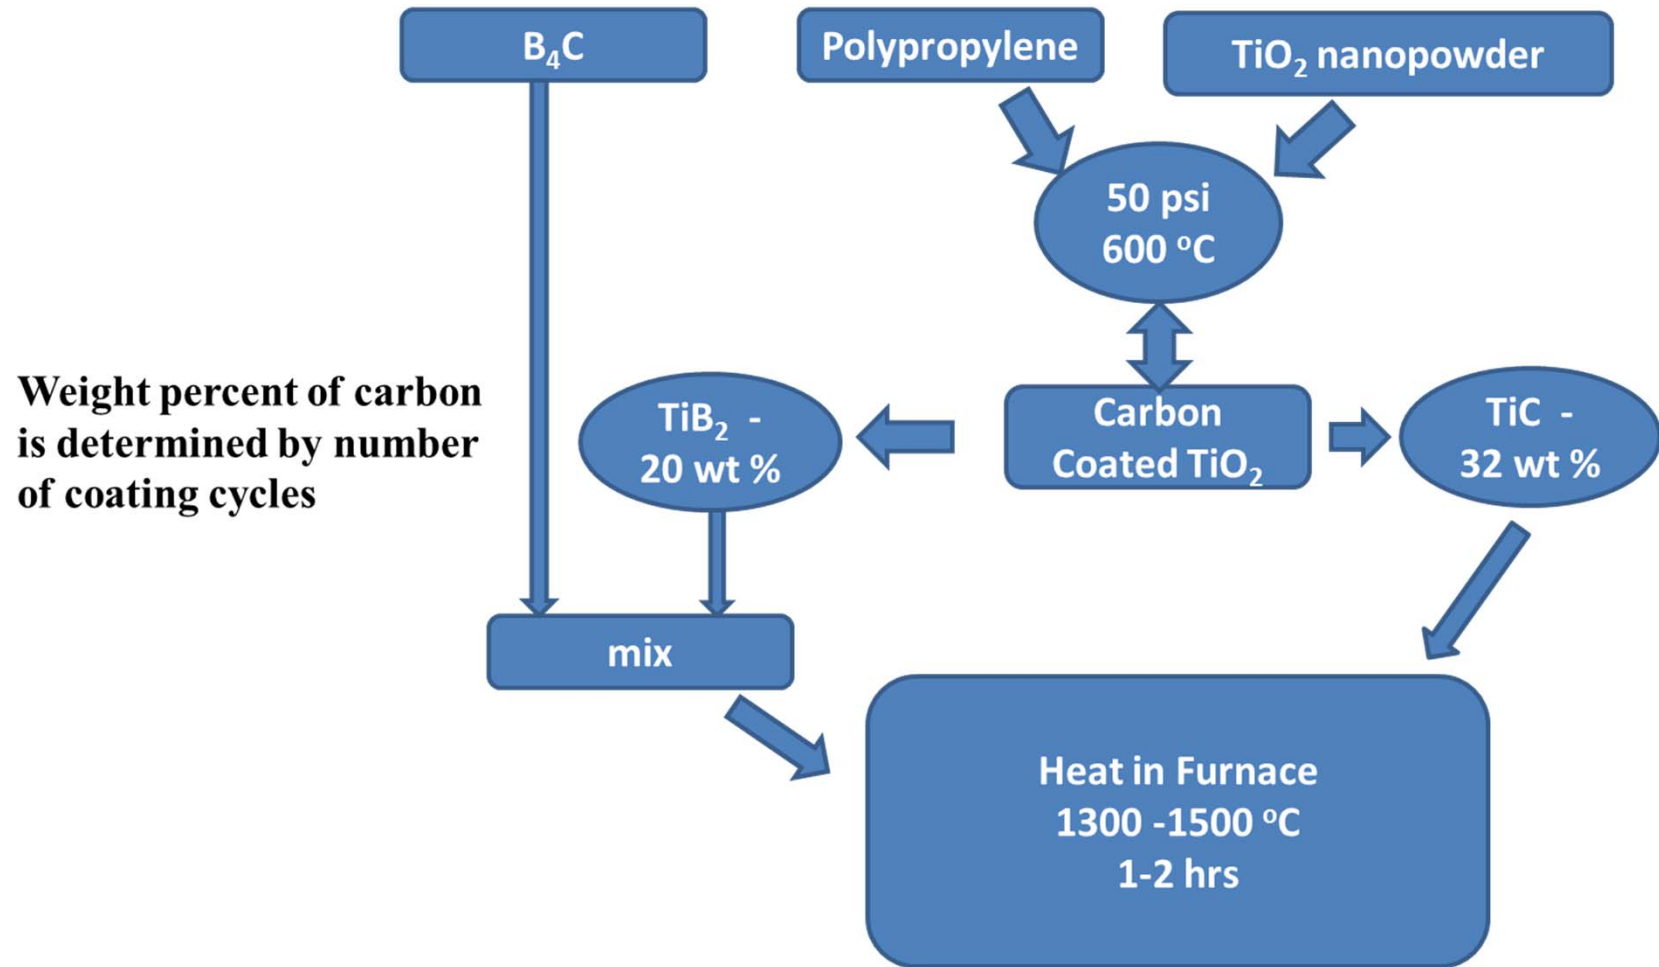 B₄C
Polypropylene
TiO₂ nanopowder
50 psi
600 ᵒC
Weight percent of carbon
is determined by number
of coating cycles
TiB₂ -
20 wt %
Carbon
Coated TiO₂
TiC -
32 wt %
mix
Heat in Furnace
1300 -1500 ᵒC
1-2 hrs